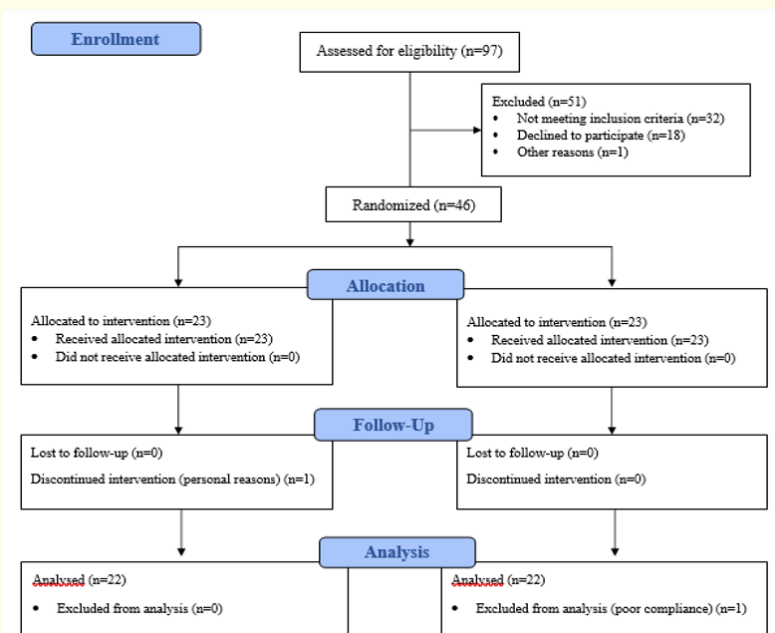 Enrollment
Assessed for eligibility (n=97)
Excluded (n=51)
• Not meeting inclusion criteria (n=32)
• Declined to participate (n=18)
• Other reasons (n=1)
Randomized (n=46)
Allocation
Allocated to intervention (n=23)
• Received allocated intervention (n=23)
• Did not receive allocated intervention (n=0)
Allocated to intervention (n=23)
• Received allocated intervention (n=23)
• Did not receive allocated intervention (n=0)
Follow-Up
Lost to follow-up (n=0)
Discontinued intervention (personal reasons) (n=1)
Lost to follow-up (n=0)
Discontinued intervention (n=0)
Analysis
Analysed (n=22)
• Excluded from analysis (n=0)
Analysed (n=22)
• Excluded from analysis (poor compliance) (n=1)